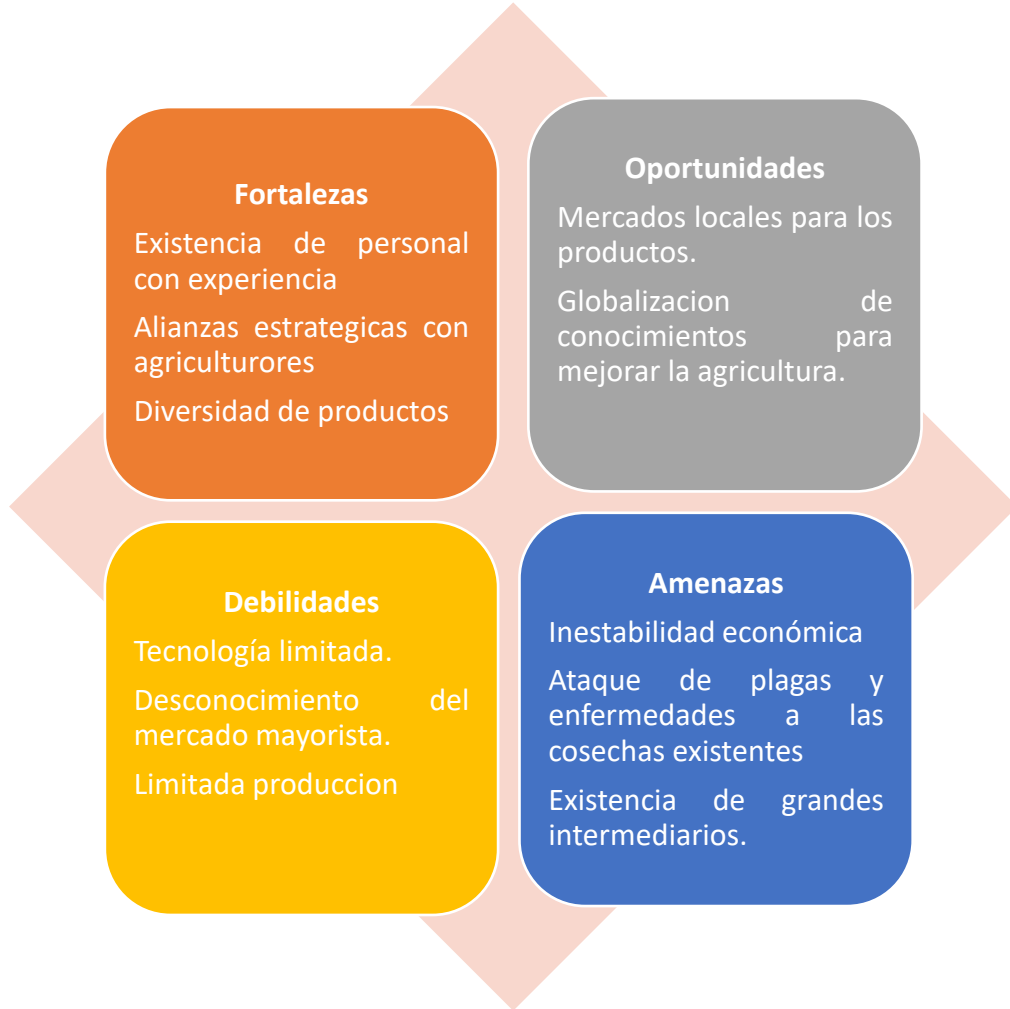 Fortalezas
Existencia de personal
con experiencia
Alianzas estrategicas con
agriculturores
Diversidad de productos
Oportunidades
Mercados locales para los
productos.
Globalizacion de
conocimientos para
mejorar la agricultura.
Debilidades
Tecnología limitada.
Desconocimiento del
mercado mayorista.
Limitada produccion
Amenazas
Inestabilidad económica
Ataque de plagas y
enfermedades a las
cosechas existentes
Existencia de grandes
intermediarios.